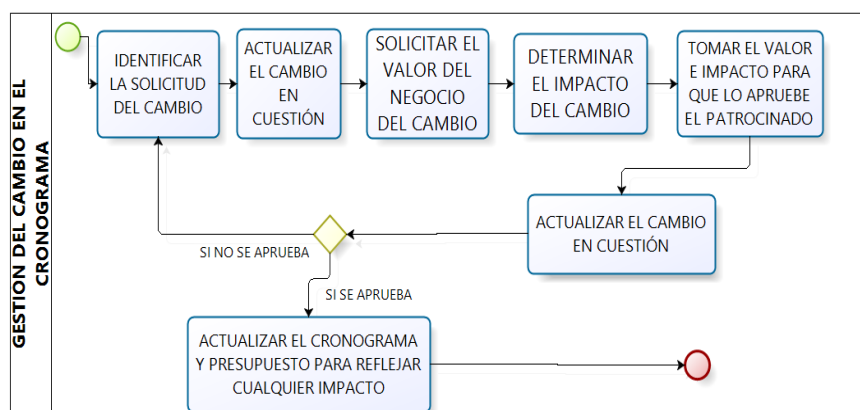 GESTION DEL CAMBIO EN EL
CRONOGRAMA
IDENTIFICAR
LA SOLICITUD
DEL CAMBIO
ACTUALIZAR
EL CAMBIO
EN
CUESTIÓN
SOLICITAR EL
VALOR DEL
NEGOCIO
DEL CAMBIO
DETERMINAR
EL IMPACTO
DEL CAMBIO
TOMAR EL VALOR
E IMPACTO PARA
QUE LO APRUEBE
EL PATROCINADO
ACTUALIZAR EL CAMBIO
EN CUESTIÓN
SI NO SE APRUEBA
SI SE APRUEBA
ACTUALIZAR EL CRONOGRAMA
Y PRESUPUESTO PARA REFLEJAR
CUALQUIER IMPACTO